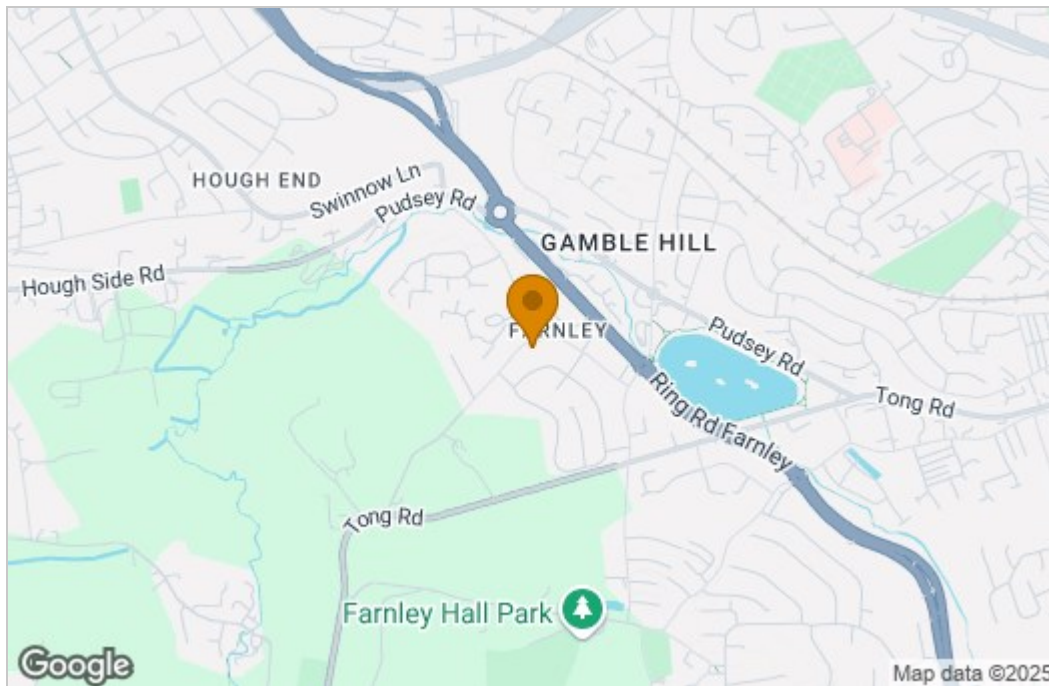 HOUGH END
Swinnow Ln
Pudsey Rd
GAMBLE HILL
Hough Side Rd
FARNLEY
Pudsey Rd
Ring Rd Farnley
Tong Rd
Tong Rd
Farnley Hall Park
Google
Map data ©2025